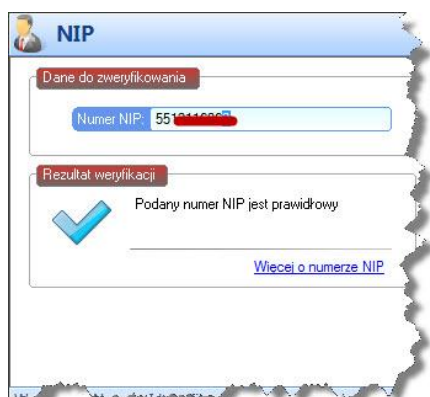 NIP
Dane do zweryfikowania
Numer NIP: 551
Rezultat weryfikacji
Podany numer NIP jest prawidłowy
Więcej o numerze NIP